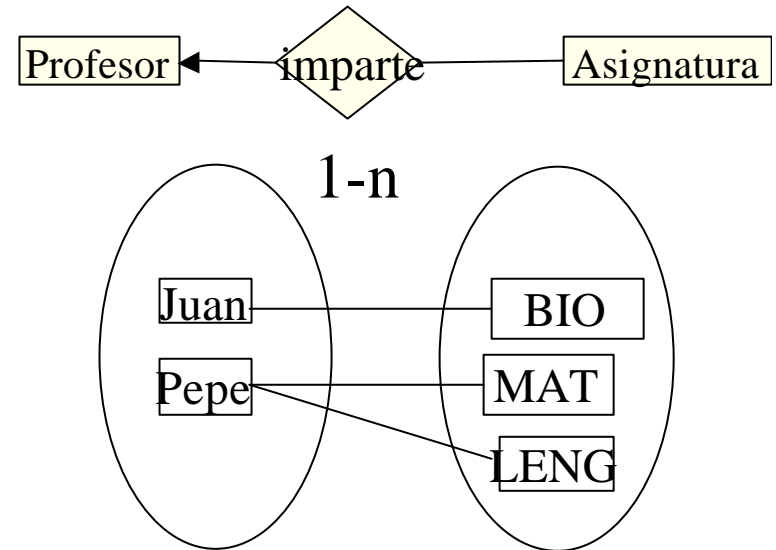 Profesor imparte Asignatura
1-n
Juan BIO
Pepe MAT
LENG